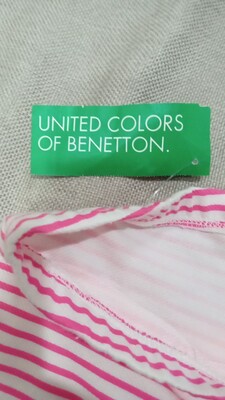 UNITED COLORS
OF BENETTON.